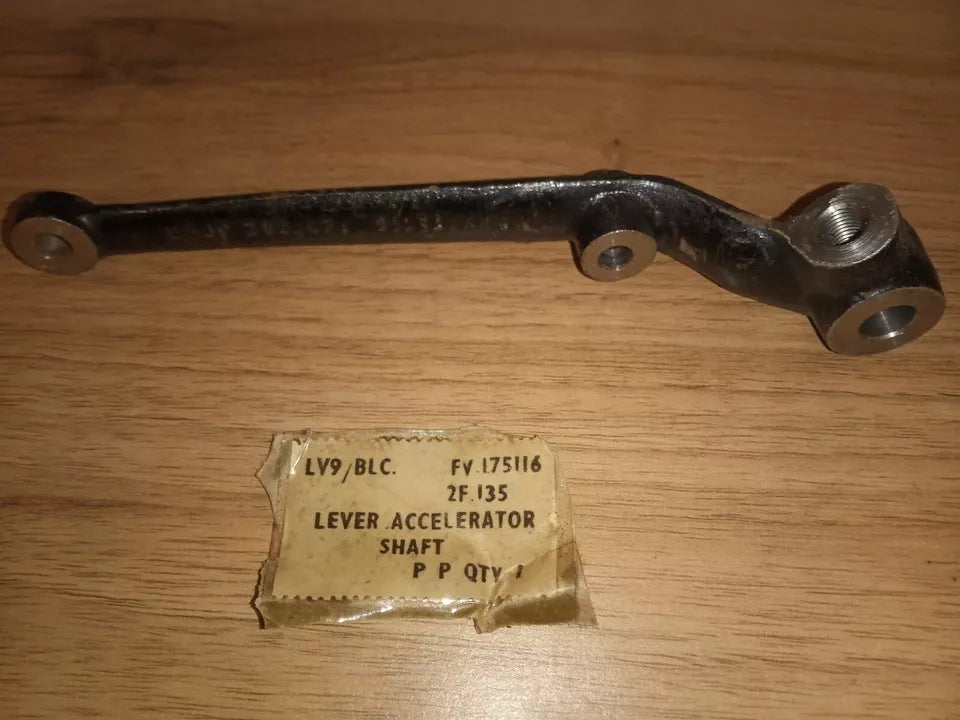 LV9/BLC. FV.175116
2F.135
LEVER ACCELERATOR
SHAFT
P P QTY 1